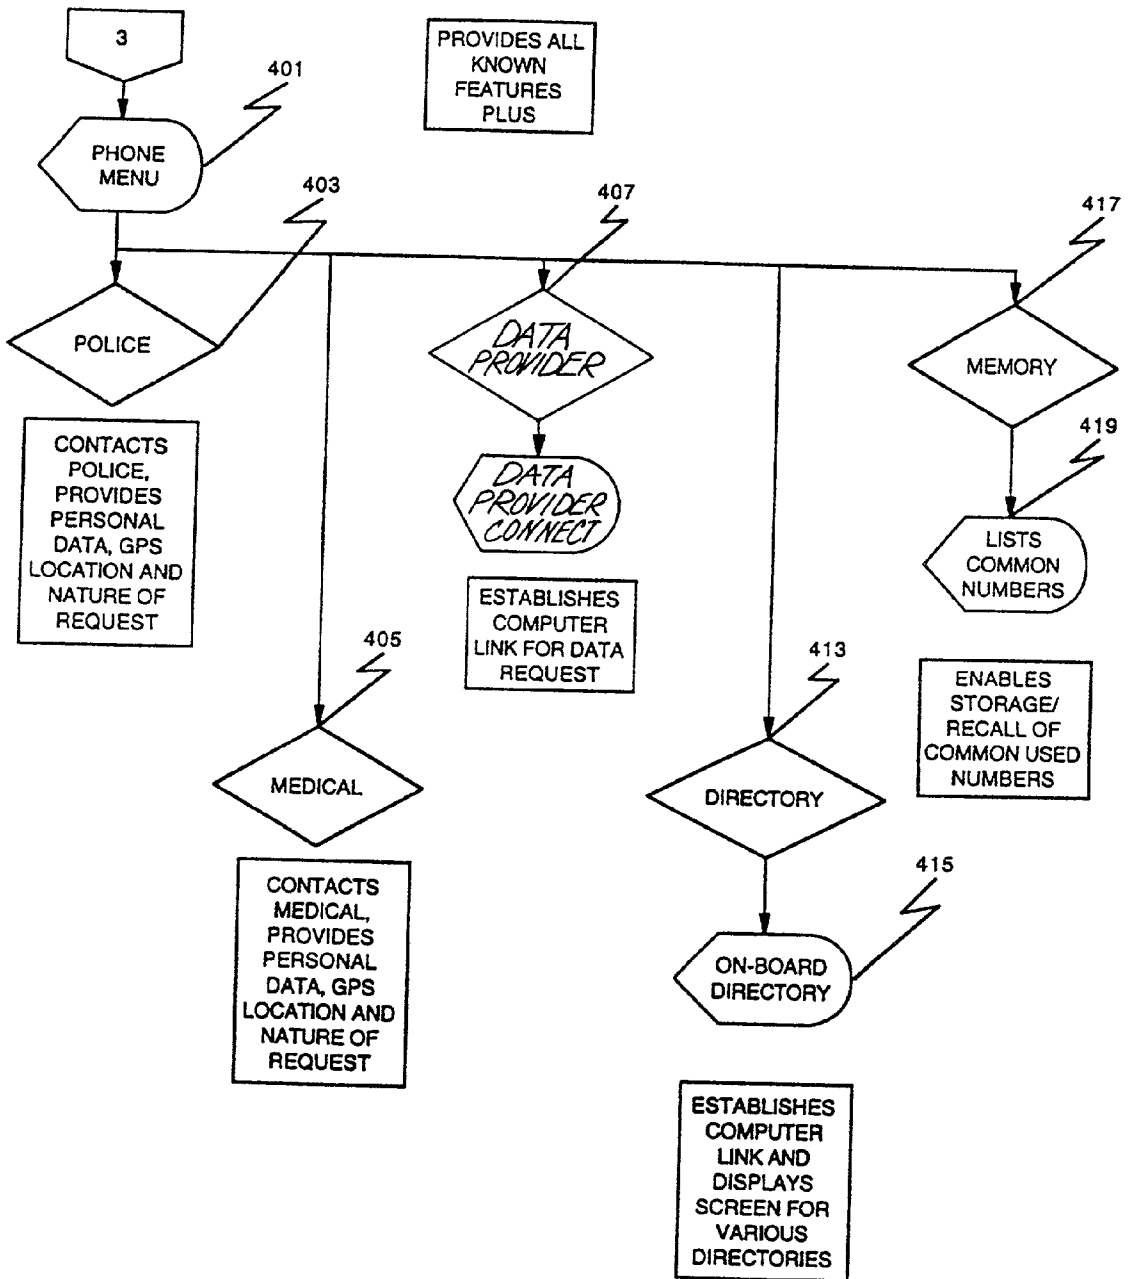 3
PROVIDES ALL
KNOWN
FEATURES
PLUS
401
PHONE
MENU
403
407
417
POLICE
DATA
PROVIDER
MEMORY
CONTACTS
POLICE,
PROVIDES
PERSONAL
DATA, GPS
LOCATION AND
NATURE OF
REQUEST
DATA
PROVIDER
CONNECT
419
LISTS
COMMON
NUMBERS
ESTABLISHES
COMPUTER
LINK FOR DATA
REQUEST
405
413
ENABLES
STORAGE/
RECALL OF
COMMON USED
NUMBERS
MEDICAL
DIRECTORY
CONTACTS
MEDICAL,
PROVIDES
PERSONAL
DATA, GPS
LOCATION AND
NATURE OF
REQUEST
415
ON-BOARD
DIRECTORY
ESTABLISHES
COMPUTER
LINK AND
DISPLAYS
SCREEN FOR
VARIOUS
DIRECTORIES